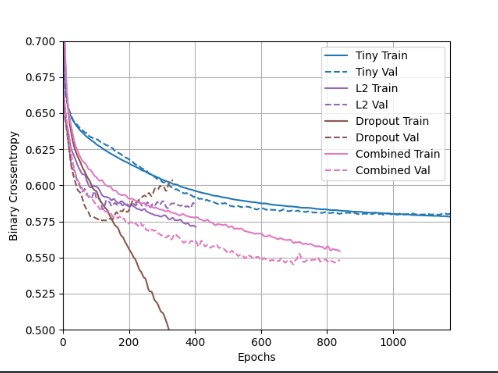 0.700
0.675
0.650
0.625
0.600
0.575
0.550
0.525
0.500
Binary Crossentropy
Tiny Train
Tiny Val
L2 Train
L2 Val
Dropout Train
Dropout Val
Combined Train
Combined Val
0 200 400 600 800 1000
Epochs